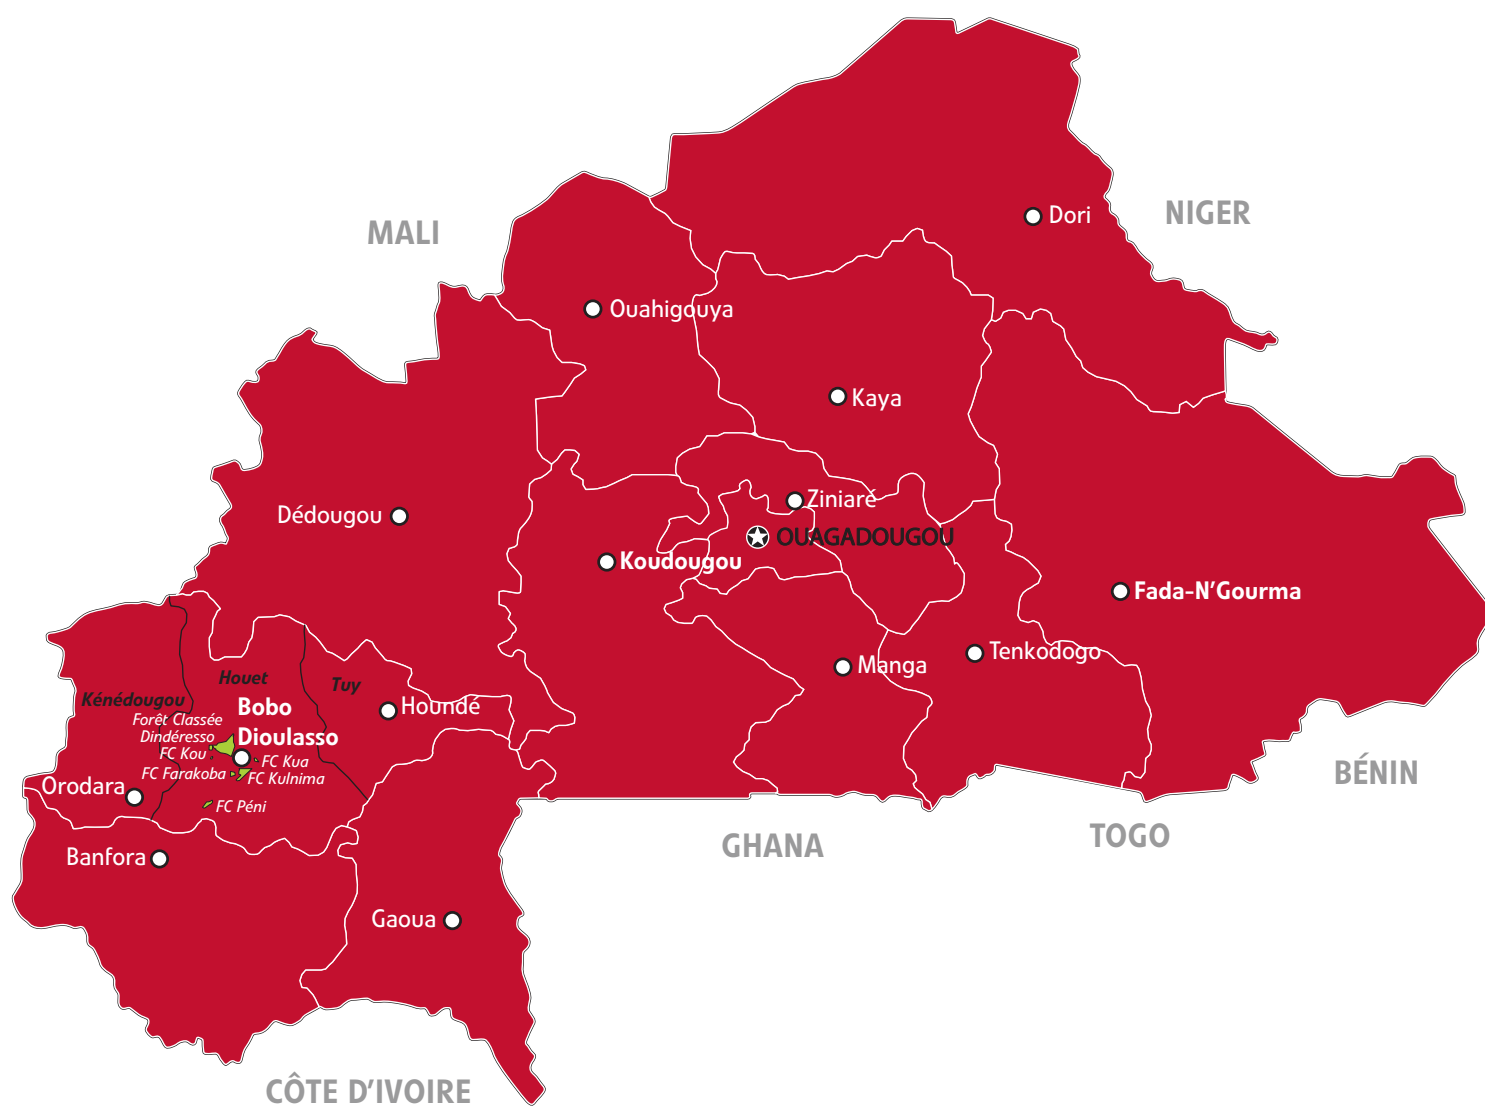 MALI
NIGER
Dori
Ouahigouya
Kaya
Ziniaré
Dédougou
OUAGADOUGOU
Koudougou
Fada-N'Gourma
Manga
Tenkodogo
Houet
Tuy
Kénédougou
Bobo
Dioulasso
Houndé
Forêt Classée
Dindéresso
FC Kou
FC Kua
FC Farakoba
FC Kulnima
Orodara
FC Péni
BÉNIN
TOGO
GHANA
Banfora
Gaoua
CÔTE D'IVOIRE